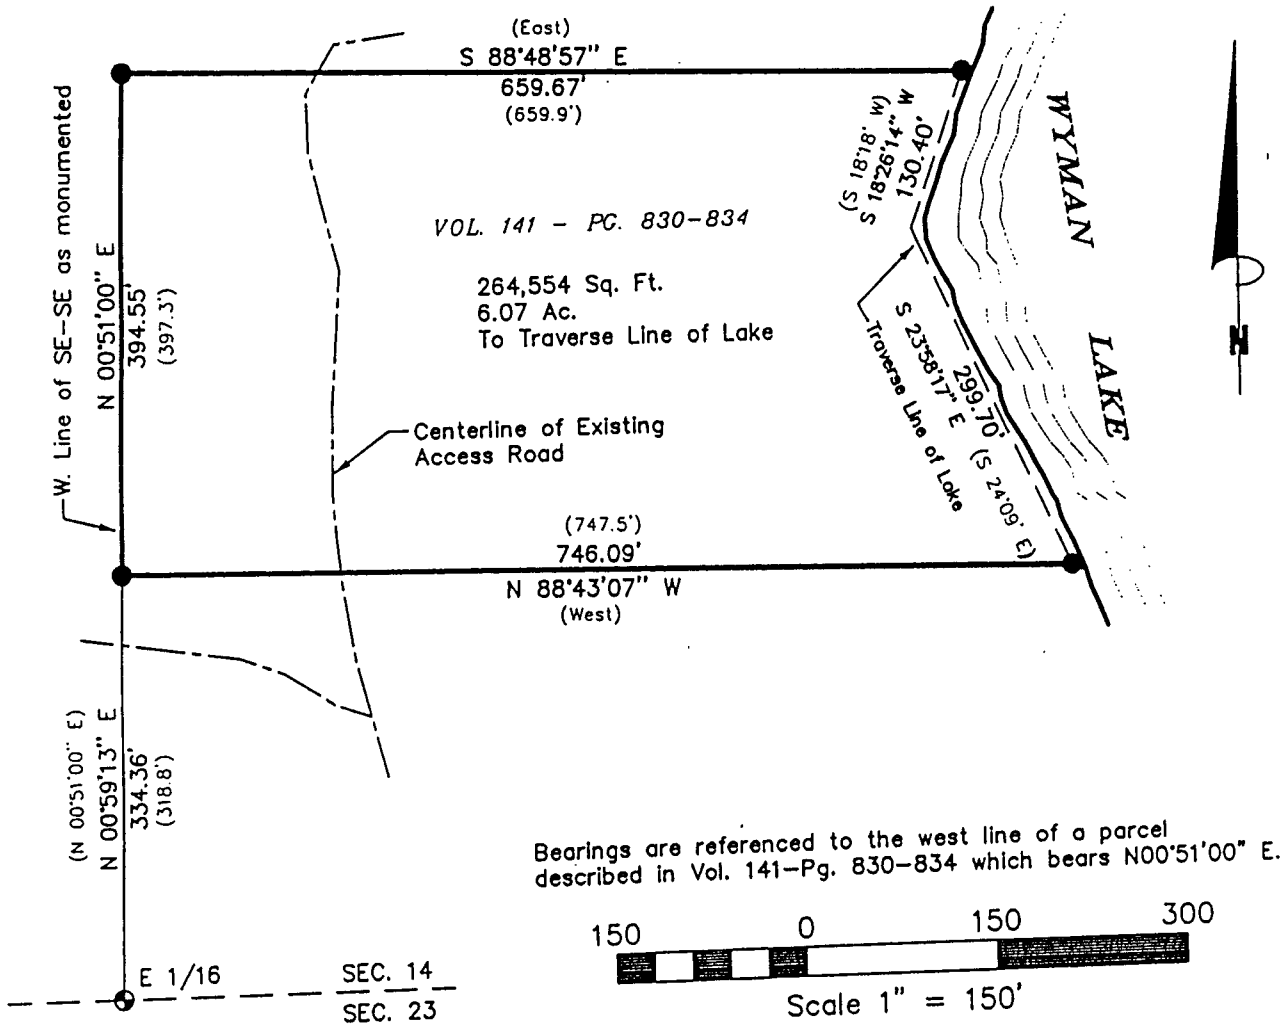 (East)
S 88°48'57" E
659.67'
(659.9')
W. Line of SE-SE as monumented
N 00°51'00" E
394.55'
(397.3')
(S 18°18' W)
S 18°26'14" W
130.40'
WYMAN
LAKE
VOL. 141 - PG. 830-834
264,554 Sq. Ft.
6.07 Ac.
To Traverse Line of Lake
299.70'
S 23°58'17" E (S 24°09' E)
Traverse Line of Lake
N
Centerline of Existing
Access Road
(747.5')
746.09'
N 88°43'07" W
(West)
(N 00°51'00" E)
N 00°59'13" E
334.36'
(318.8')
Bearings are referenced to the west line of a parcel
described in Vol. 141-Pg. 830-834 which bears N00°51'00" E.
150 0 150 300
Scale 1" = 150'
E 1/16
SEC. 14
SEC. 23